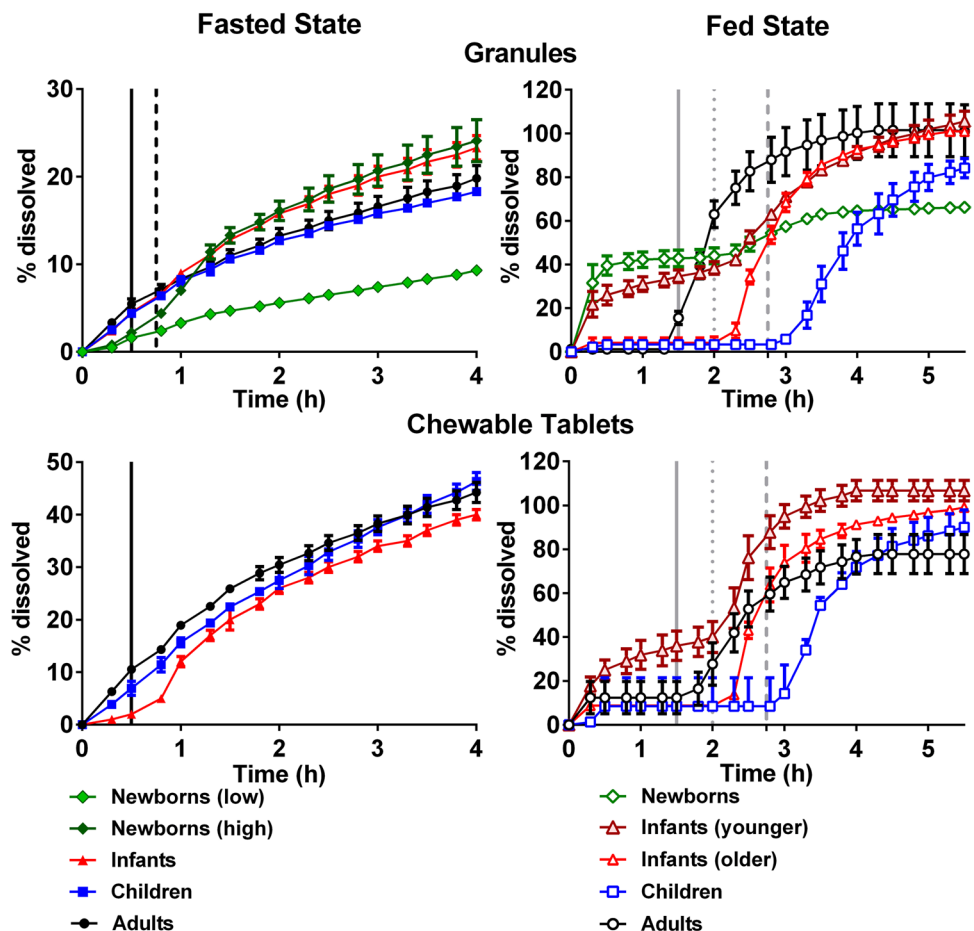 Fasted State
Fed State
Granules
30
20
10
0
% dissolved
0 1 2 3 4
Time (h)
120
100
80
60
40
20
0
% dissolved
0 1 2 3 4 5
Time (h)
Chewable Tablets
50
40
30
20
10
0
% dissolved
0 1 2 3 4
Time (h)
120
100
80
60
40
20
0
% dissolved
0 1 2 3 4 5
Time (h)
Newborns (low)
Newborns (high)
Infants
Children
Adults
Newborns
Infants (younger)
Infants (older)
Children
Adults